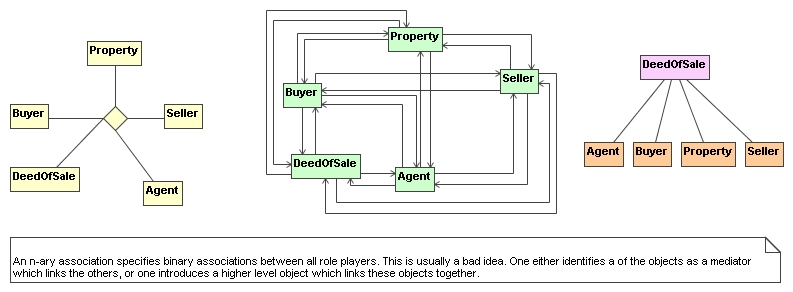 Property
Buyer
Seller
DeedOfSale
Agent
Property
Seller
Buyer
DeedOfSale
Agent
DeedOfSale
Agent
Buyer
Property
Seller
An n-ary association specifies binary associations between all role players. This is usually a bad idea. One either identifies a of the objects as a mediator
which links the others, or one introduces a higher level object which links these objects together.